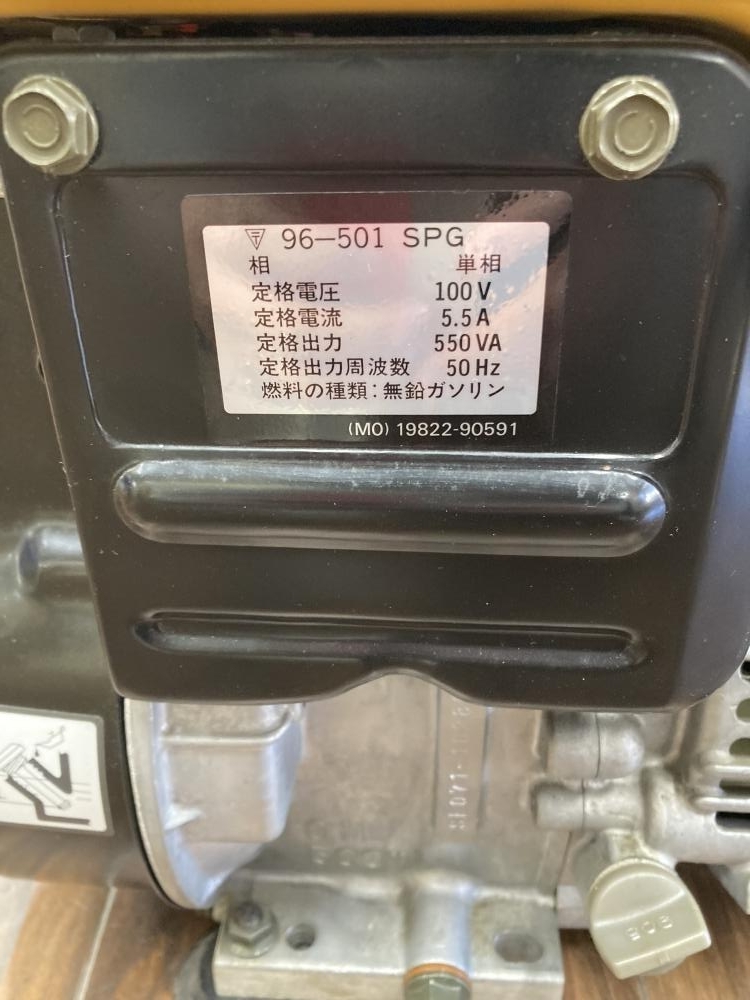 96-501 SPG
相 単相
定格電圧 100V
定格電流 5.5A
定格出力 550VA
定格出力周波数 50Hz
燃料の種類:無鉛ガソリン
(MO) 19822-90591